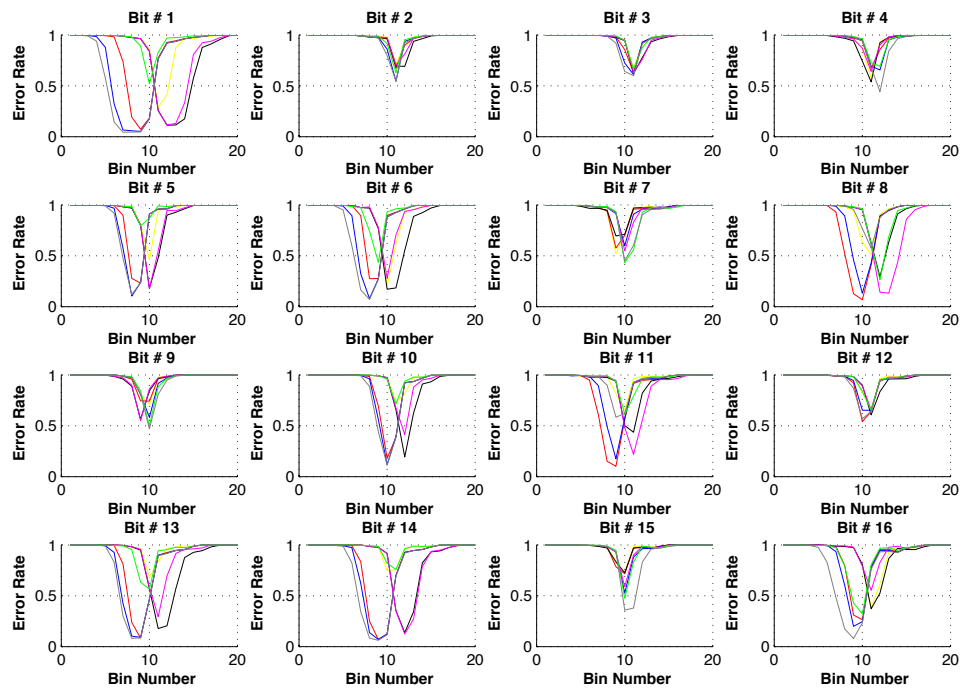 Bit # 1
Bit # 2
Bit # 3
Bit # 4
1
0.5
0
Error Rate
0
10
20
Bin Number
1
0.5
0
Error Rate
0
10
20
Bin Number
1
0.5
0
Error Rate
0
10
20
Bin Number
1
0.5
0
Error Rate
0
10
20
Bin Number
Bit # 5
Bit # 6
Bit # 7
Bit # 8
1
0.5
0
Error Rate
0
10
20
Bin Number
1
0.5
0
Error Rate
0
10
20
Bin Number
1
0.5
0
Error Rate
0
10
20
Bin Number
1
0.5
0
Error Rate
0
10
20
Bin Number
Bit # 9
Bit # 10
Bit # 11
Bit # 12
1
0.5
0
Error Rate
0
10
20
Bin Number
1
0.5
0
Error Rate
0
10
20
Bin Number
1
0.5
0
Error Rate
0
10
20
Bin Number
1
0.5
0
Error Rate
0
10
20
Bin Number
Bit # 13
Bit # 14
Bit # 15
Bit # 16
1
0.5
0
Error Rate
0
10
20
Bin Number
1
0.5
0
Error Rate
0
10
20
Bin Number
1
0.5
0
Error Rate
0
10
20
Bin Number
1
0.5
0
Error Rate
0
10
20
Bin Number